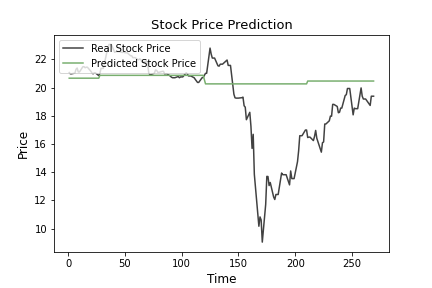 Stock Price Prediction
Real Stock Price
Predicted Stock Price
Price
22
20
18
16
14
12
10
0 50 100 150 200 250
Time